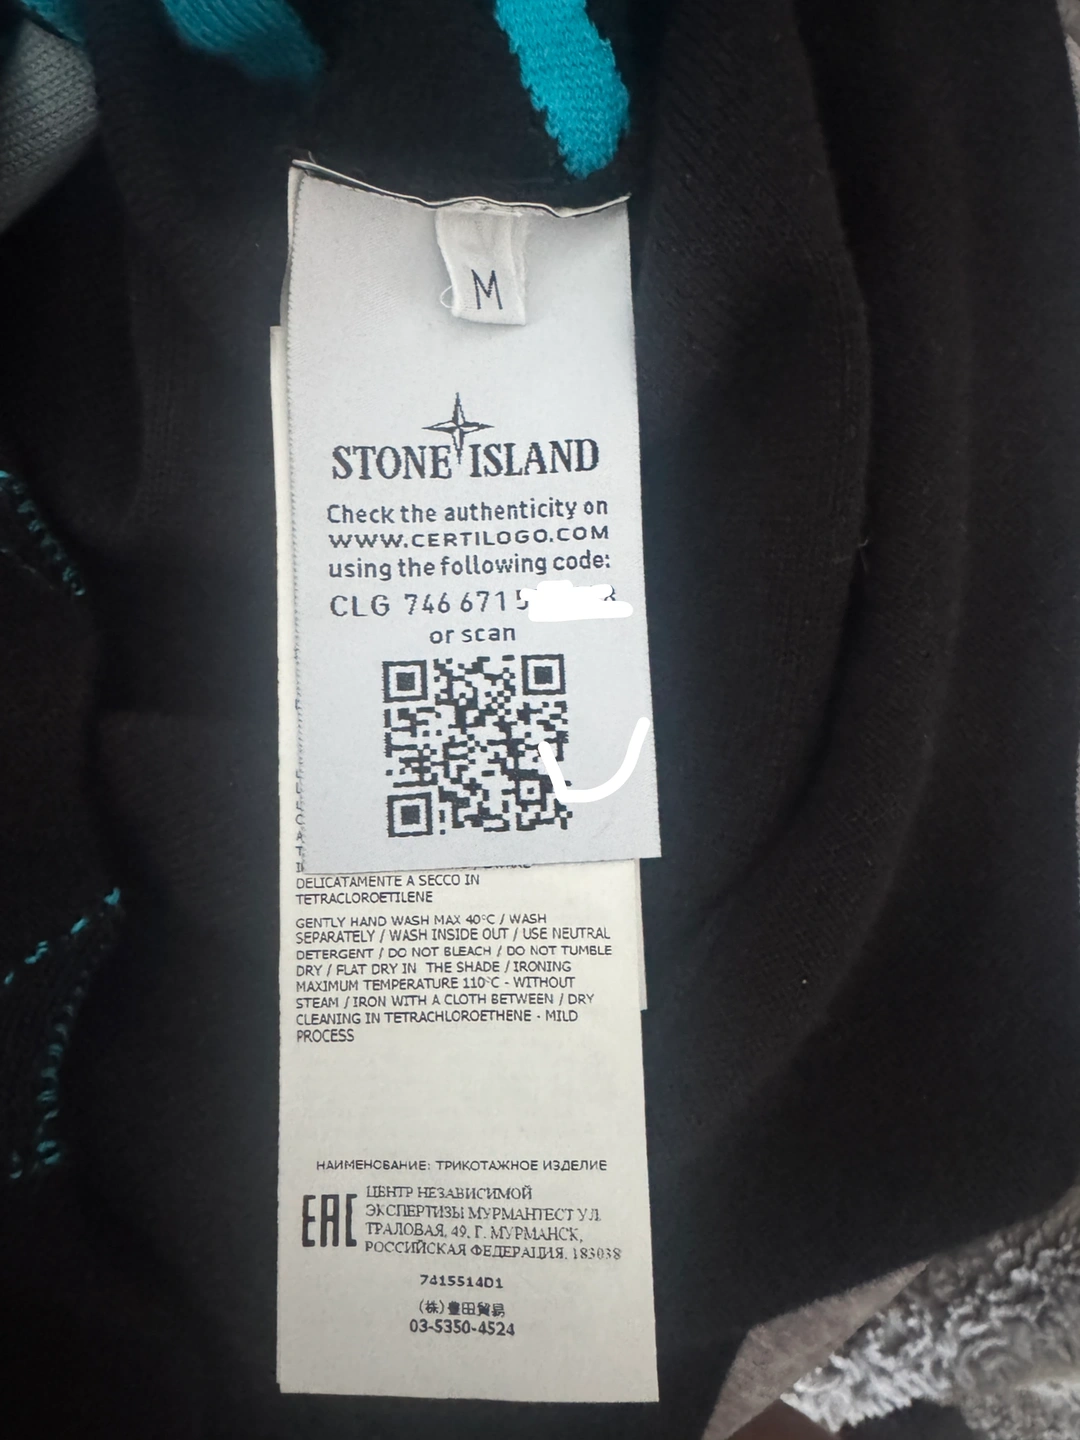 M
STONE ISLAND
Check the authenticity on
WWW.CERTILOGO.COM
using the following code:
CLG 746 671
or scan
DELICATAMENTE A SECCO IN
TETRACLOROETILENE
GENTLY HAND WASH MAX 40°C / WASH
SEPARATELY / WASH INSIDE OUT / USE NEUTRAL
DETERGENT / DO NOT BLEACH / DO NOT TUMBLE
DRY / FLAT DRY IN THE SHADE / IRONING
MAXIMUM TEMPERATURE 110°C - WITHOUT
STEAM / IRON WITH A CLOTH BETWEEN / DRY
CLEANING IN TETRACHLOROETHENE - MILD
PROCESS
НАИМЕНОВАНИЕ: ТРИКОТАЖНОЕ ИЗДЕЛИЕ
EAC
ЦЕНТР НЕЗАВИСИМОЙ
ЭКСПЕРТИЗЫ МУРМАНТЕСТ УЛ.
ТРАЛОВАЯ, 49, Г. МУРМАНСК,
РОССИЙСКАЯ ФЕДЕРАЦИЯ, 183038
7415514D1
(株)豊田貿易
03-5350-4524